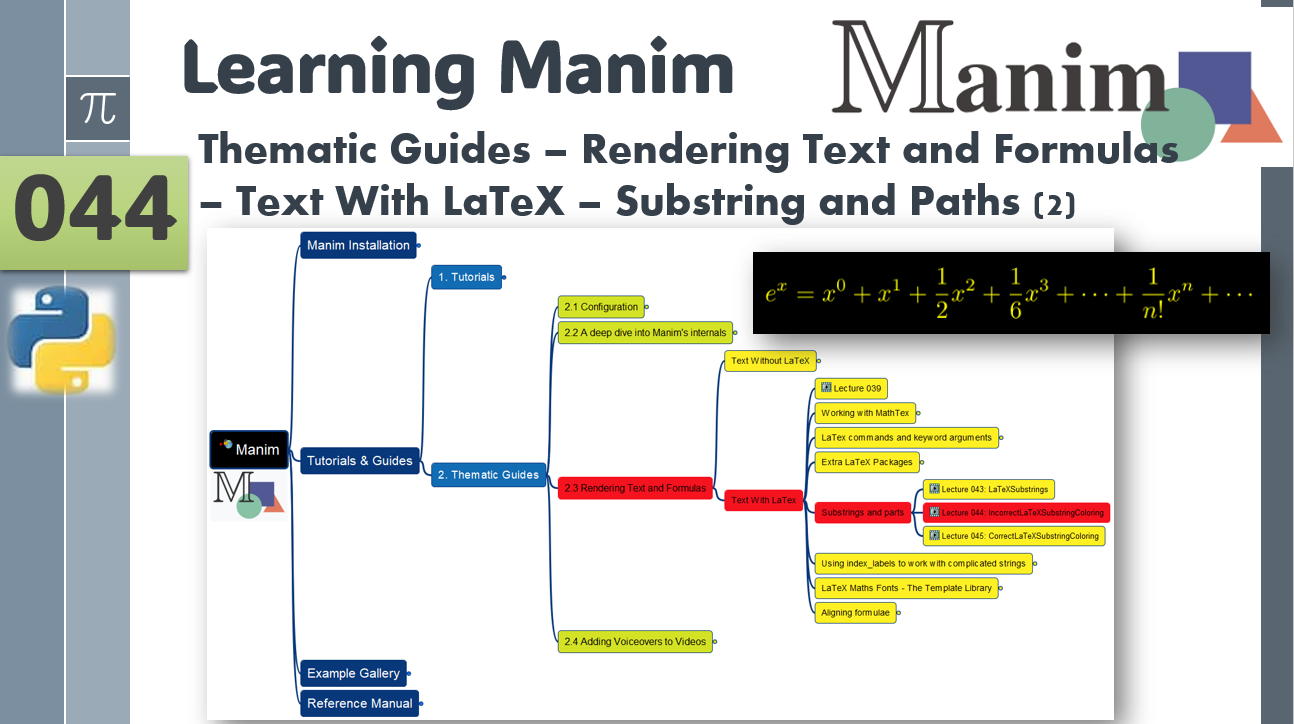 Learning Manim
Manim
π
Thematic Guides – Rendering Text and Formulas
– Text With LaTeX – Substring and Paths (2)
044
Manim Installation
1. Tutorials
2.1 Configuration
2.2 A deep dive into Manim's internals
e^x = x^0 + x^1 + \frac{1}{2}x^2 + \frac{1}{6}x^3 + ⋯ + \frac{1}{n!}x^n + ⋯
Text Without LaTeX
Lecture 039
Working with MathTex
LaTex commands and keyword arguments
Extra LaTeX Packages
Manim
M
Tutorials & Guides
2. Thematic Guides
2.3 Rendering Text and Formulas
Text With LaTex
Substrings and parts
Lecture 043: LaTeXSubstrings
Lecture 044: IncorrectLaTeXSubstringColoring
Lecture 045: CorrectLaTeXSubstringColoring
Using index_labels to work with complicated strings
LaTeX Maths Fonts - The Template Library
Aligning formulae
2.4 Adding Voiceovers to Videos
Example Gallery
Reference Manual